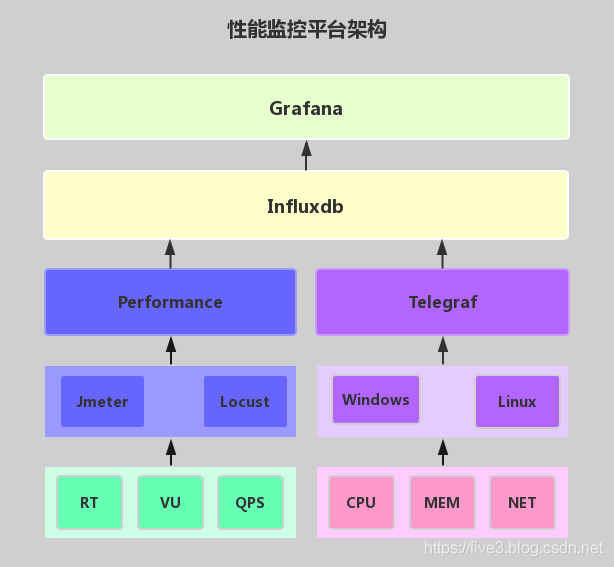 性能监控平台架构
Grafana
Influxdb
Performance
Telegraf
Jmeter
Locust
Windows
Linux
RT
VU
QPS
CPU
MEM
NET
https://five3.blog.csdn.net